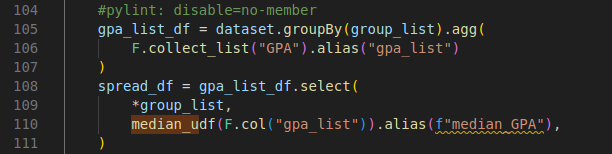 104 #pylint: disable=no-member
105 gpa_list_df = dataset.groupBy(group_list).agg(
106 F.collect_list("GPA").alias("gpa_list")
107 )
108 spread_df = gpa_list_df.select(
109 *group_list,
110 median_udf(F.col("gpa_list")).alias(f"median_GPA"),
111 )